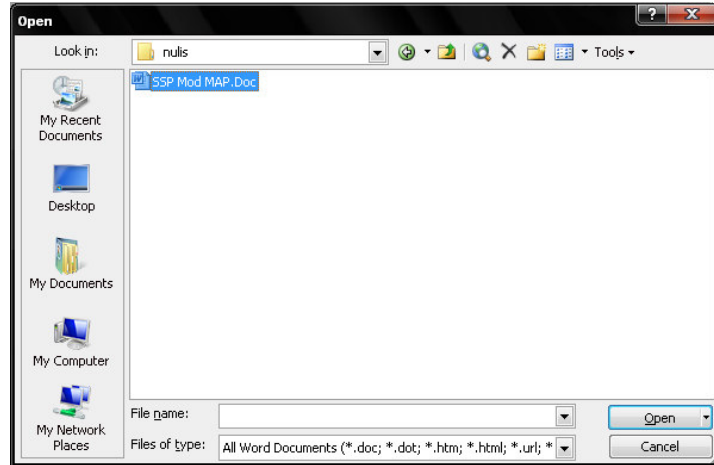 Open
Look in:
nulis
Tools
SSP Mod MAP.Doc
My Recent
Documents
Desktop
My Documents
My Computer
My Network
Places
File name:
Open
Files of type:
All Word Documents (*.doc; *.dot; *.htm; *.html; *.url; *
Cancel